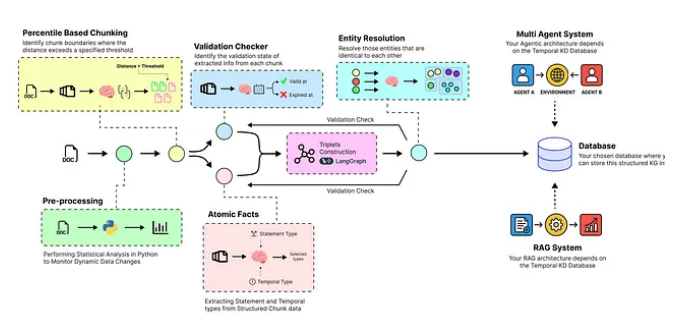 Percentile Based Chunking
Identify chunk boundaries where the
distance exceeds a specified threshold
Distance > Threshold
DOC
Validation Checker
Identify the validation state of
extracted info from each chunk
Valid at
Expired at
Entity Resolution
Resolve those entities that are
identical to each other
Multi Agent System
Your Agentic architecture depends on
the Temporal KD Database
AGENT A
ENVIRONMENT
AGENT B
Validation Check
DOC
Triplets
Construction
LangGraph
Validation Check
Database
Your chosen database where y
can store this structured KG in
Pre-processing
DOC
Performing Statistical Analysis in Python
to Monitor Dynamic Data Changes
Atomic Facts
Statement Type
Selected
types
Temporal Type
Extracting Statement and Temporal
types from Structured Chunk data
RAG System
Your RAG architecture depends on
the Temporal KD Database